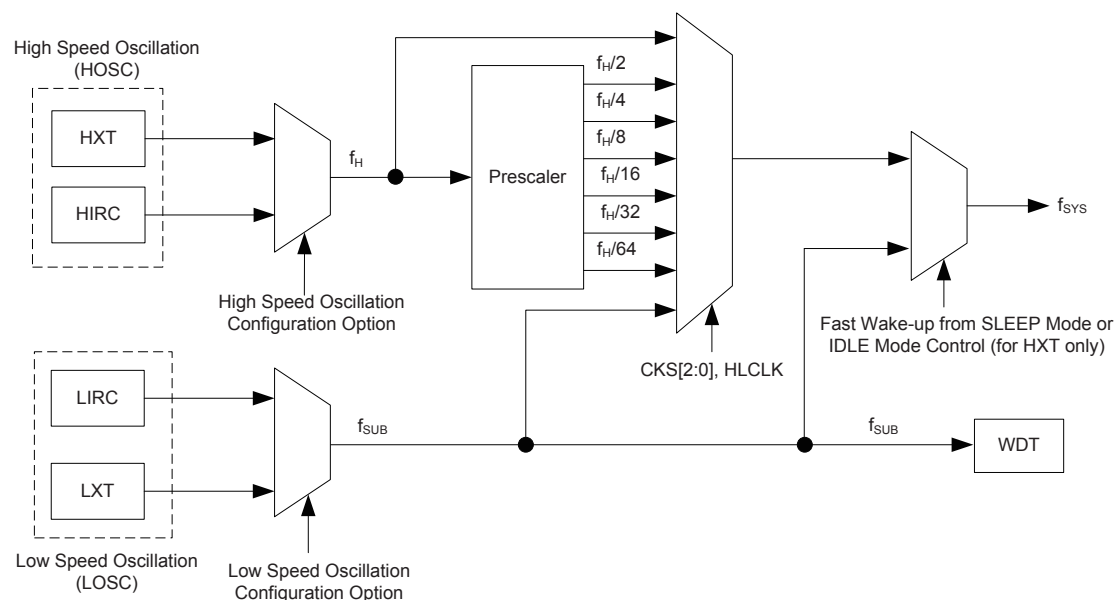 High Speed Oscillation
(HOSC)
HXT
HIRC
fH
High Speed Oscillation
Configuration Option
Prescaler
fH/2
fH/4
fH/8
fH/16
fH/32
fH/64
CKS[2:0], HLCLK
fSYS
Fast Wake-up from SLEEP Mode or
IDLE Mode Control (for HXT only)
LIRC
LXT
Low Speed Oscillation
(LOSC)
fSUB
Low Speed Oscillation
Configuration Option
fSUB
WDT